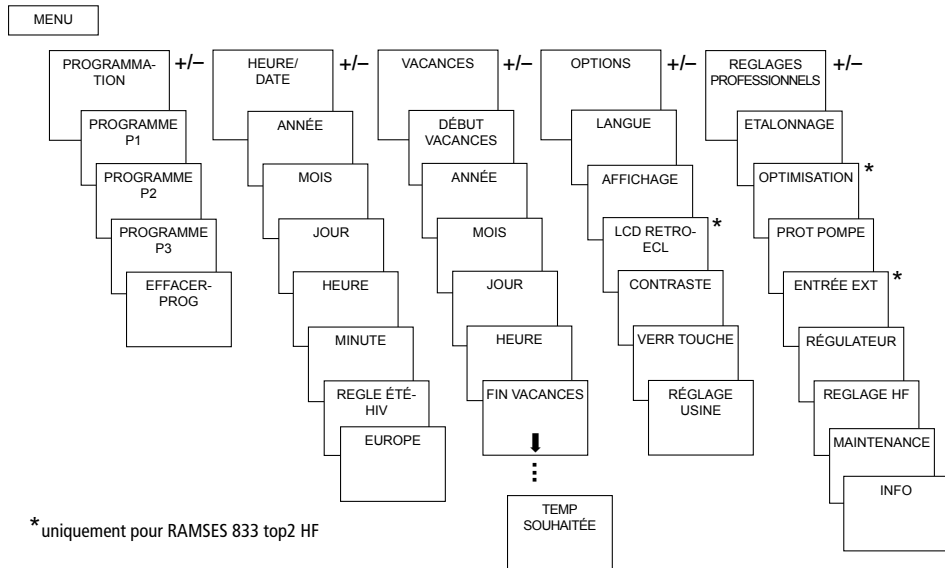 MENU
PROGRAMMA-
TION
+/–
PROGRAMME
P1
PROGRAMME
P2
PROGRAMME
P3
EFFACER-
PROG
HEURE/
DATE
+/–
ANNÉE
MOIS
JOUR
HEURE
MINUTE
REGLE ÉTÉ-
HIV
EUROPE
VACANCES
+/–
DÉBUT
VACANCES
ANNÉE
MOIS
JOUR
HEURE
FIN VACANCES
TEMP
SOUHAITÉE
OPTIONS
+/–
LANGUE
AFFICHAGE
LCD RETRO-
ECL
*
CONTRASTE
VERR TOUCHE
RÉGLAGE
USINE
REGLAGES
PROFESSIONNELS
+/–
ETALONNAGE
OPTIMISATION
*
PROT POMPE
ENTRÉE EXT
*
RÉGULATEUR
REGLAGE HF
MAINTENANCE
INFO
*uniquement pour RAMSES 833 top2 HF